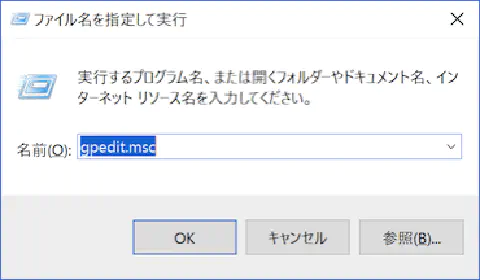 ファイル名を指定して実行
実行するプログラム名、または開くフォルダーやドキュメント名、イン
ターネット リソース名を入力してください。
名前(O): gpedit.msc
OK キャンセル 参照(B)...